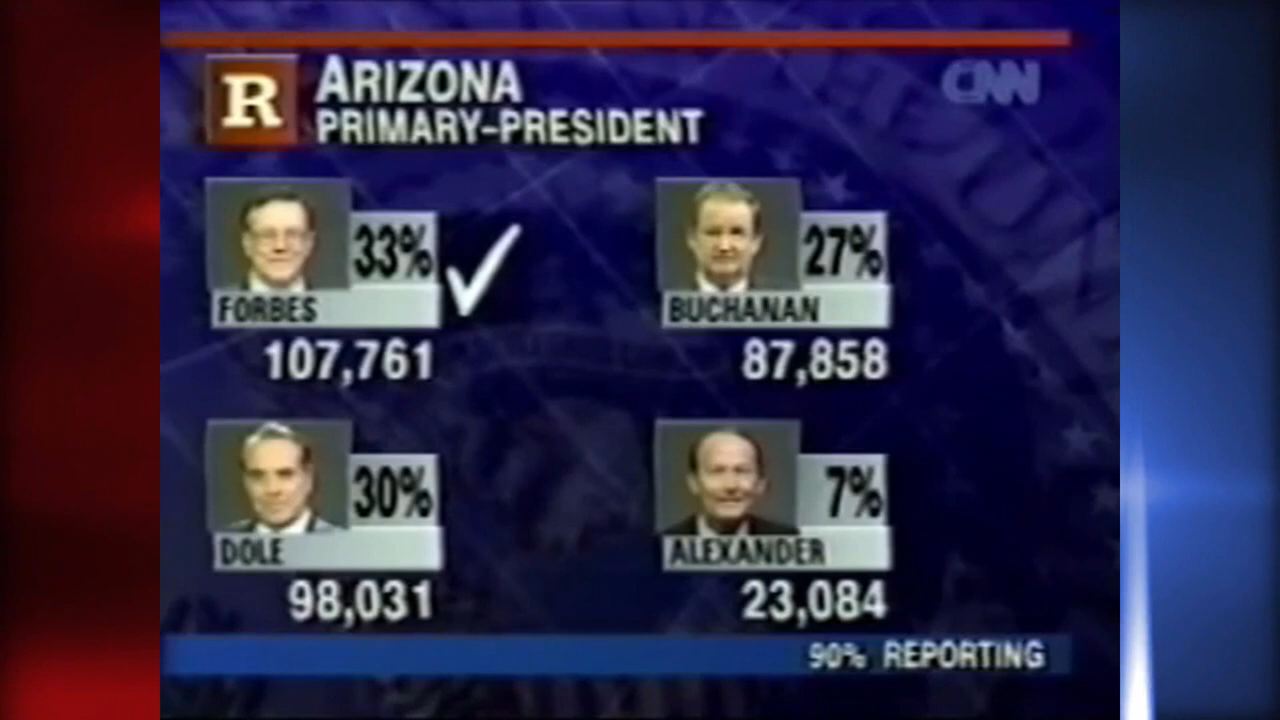 R
ARIZONA
PRIMARY-PRESIDENT
CNN
33%
FORBES
107,761
27%
BUCHANAN
87,858
30%
DOLE
98,031
7%
ALEXANDER
23,084
90% REPORTING